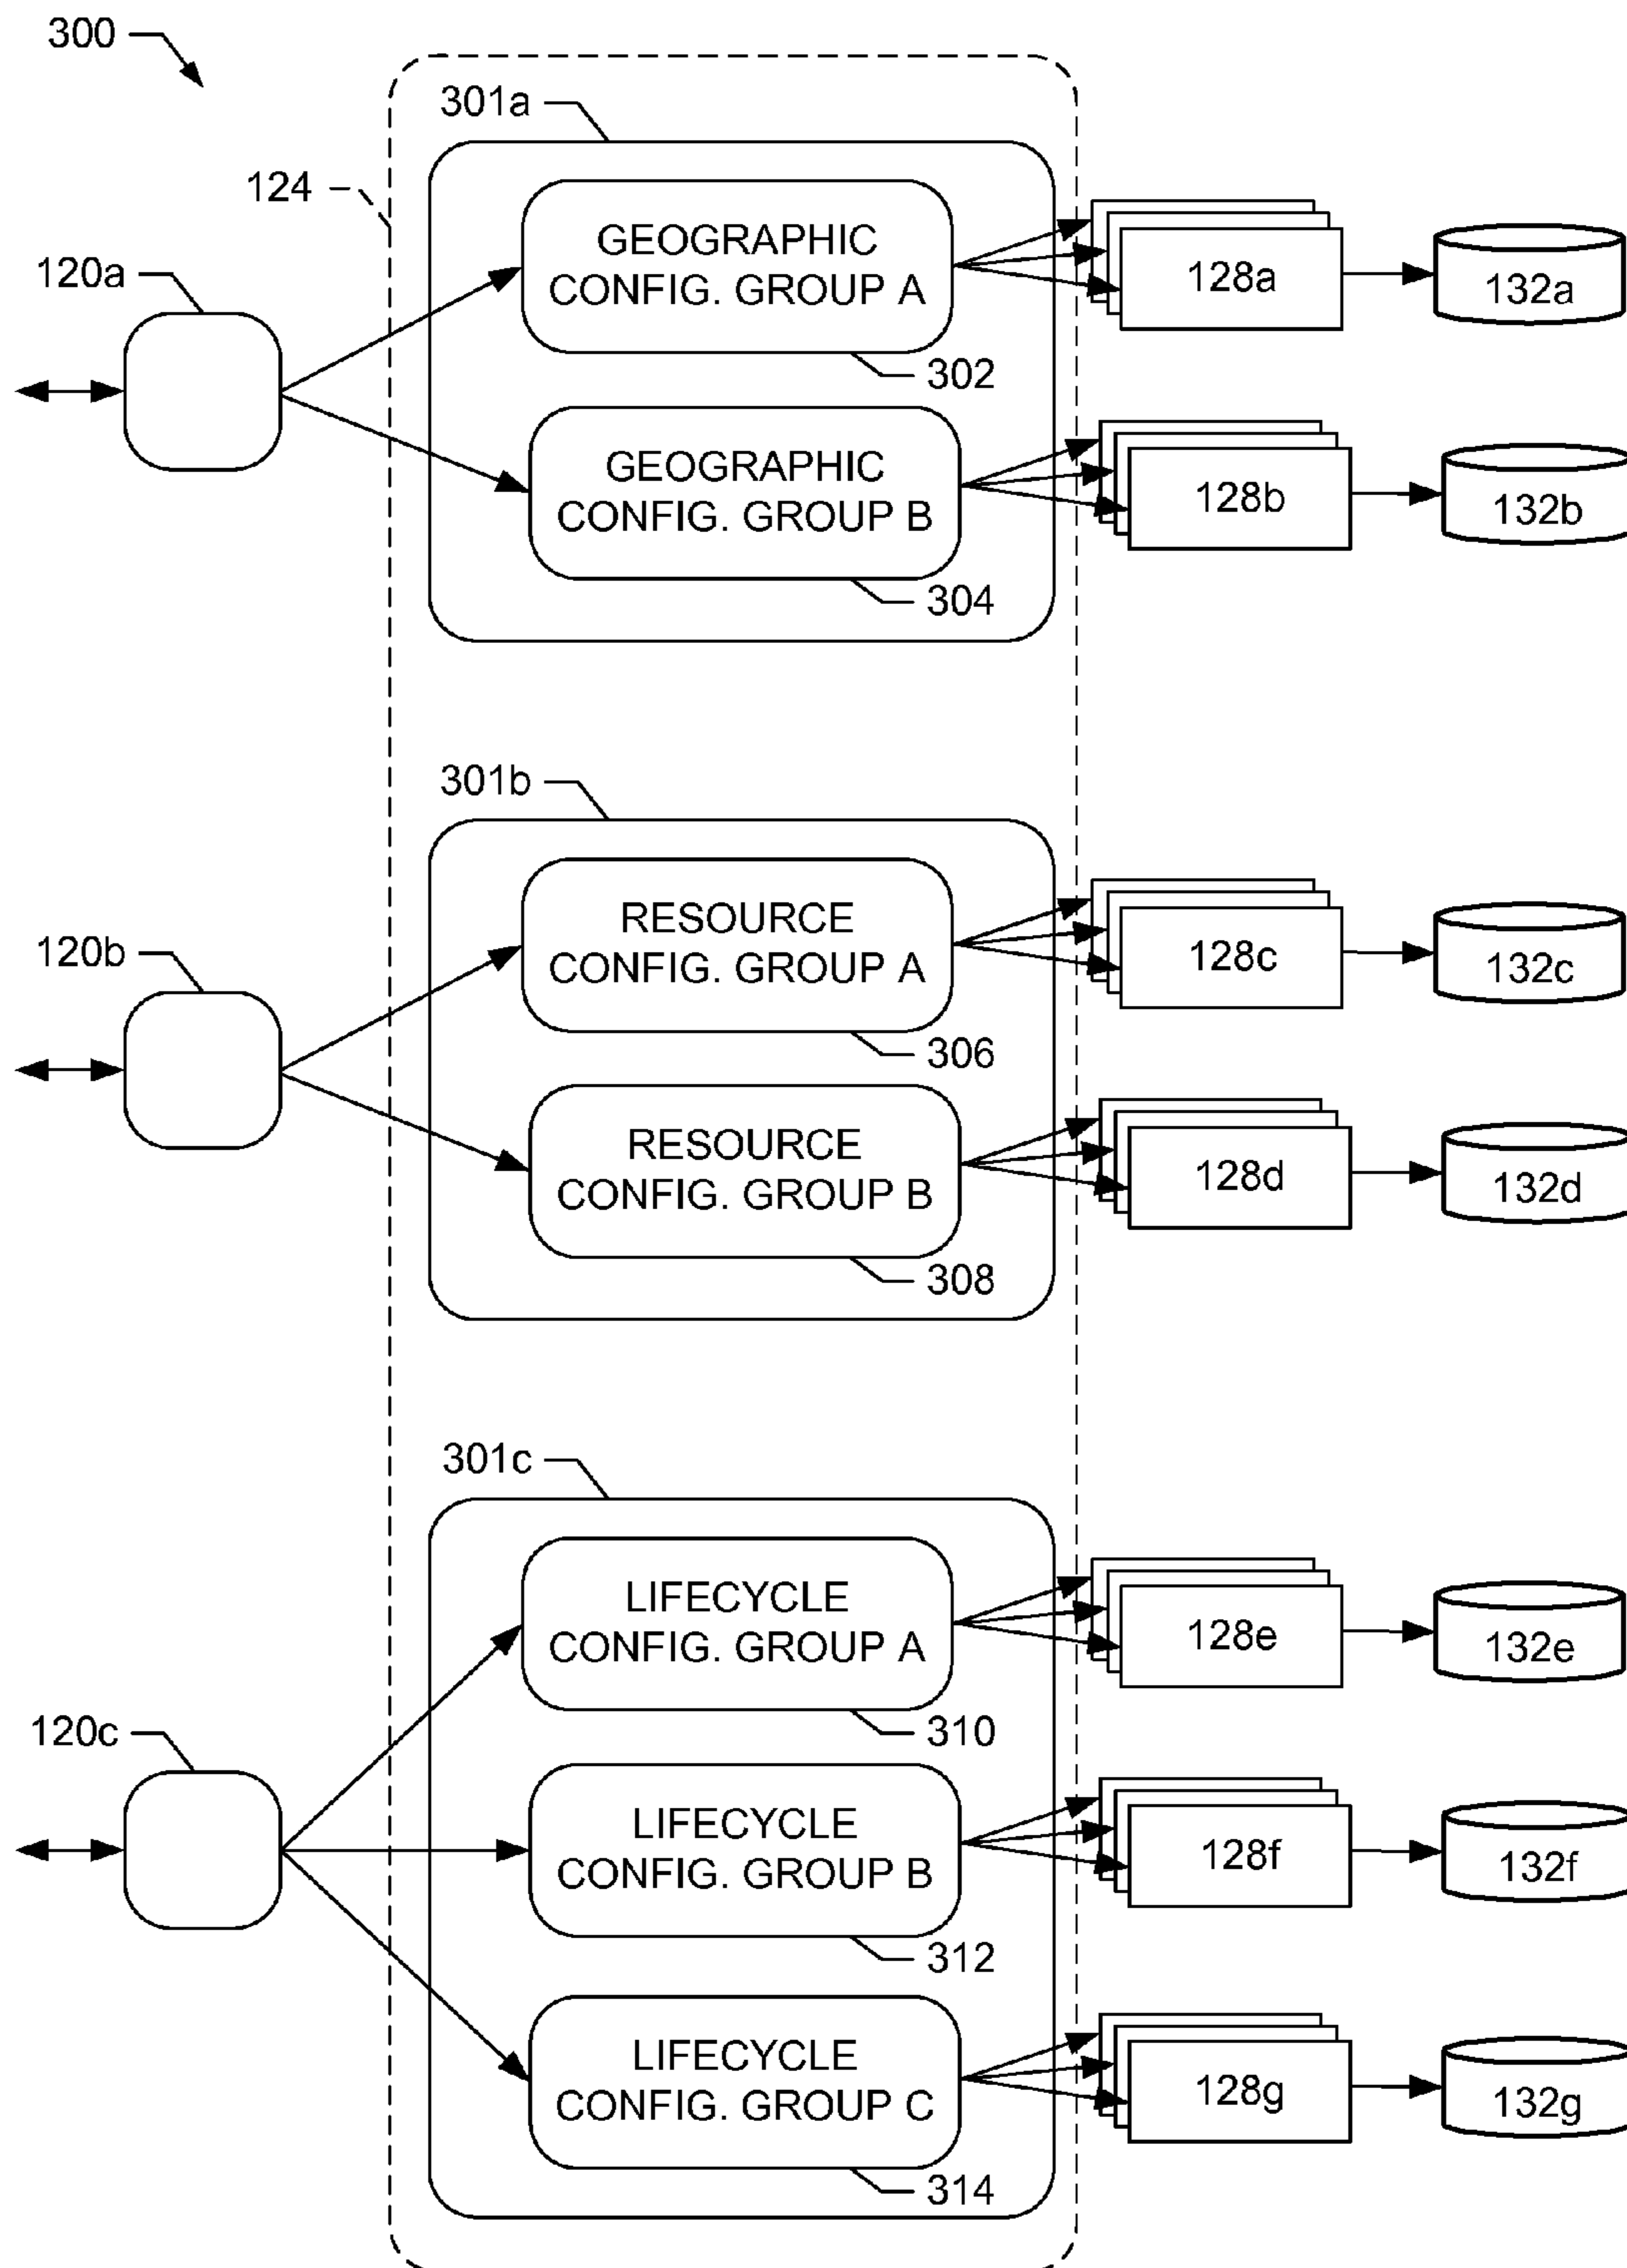 300
301a
124
GEOGRAPHIC
CONFIG. GROUP A
128a
132a
120a
302
GEOGRAPHIC
CONFIG. GROUP B
128b
132b
304
301b
RESOURCE
CONFIG. GROUP A
128c
132c
120b
306
RESOURCE
CONFIG. GROUP B
128d
132d
308
301c
LIFECYCLE
CONFIG. GROUP A
128e
132e
310
120c
LIFECYCLE
CONFIG. GROUP B
128f
132f
312
LIFECYCLE
CONFIG. GROUP C
128g
132g
314